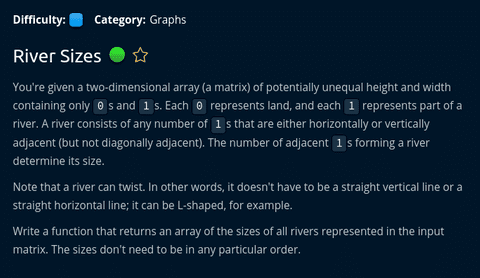 Difficulty: Category: Graphs
River Sizes
You're given a two-dimensional array (a matrix) of potentially unequal height and width
containing only 0 s and 1 s. Each 0 represents land, and each 1 represents part of a
river. A river consists of any number of 1 s that are either horizontally or vertically
adjacent (but not diagonally adjacent). The number of adjacent 1 s forming a river
determine its size.
Note that a river can twist. In other words, it doesn't have to be a straight vertical line or a
straight horizontal line; it can be L-shaped, for example.
Write a function that returns an array of the sizes of all rivers represented in the input
matrix. The sizes don't need to be in any particular order.